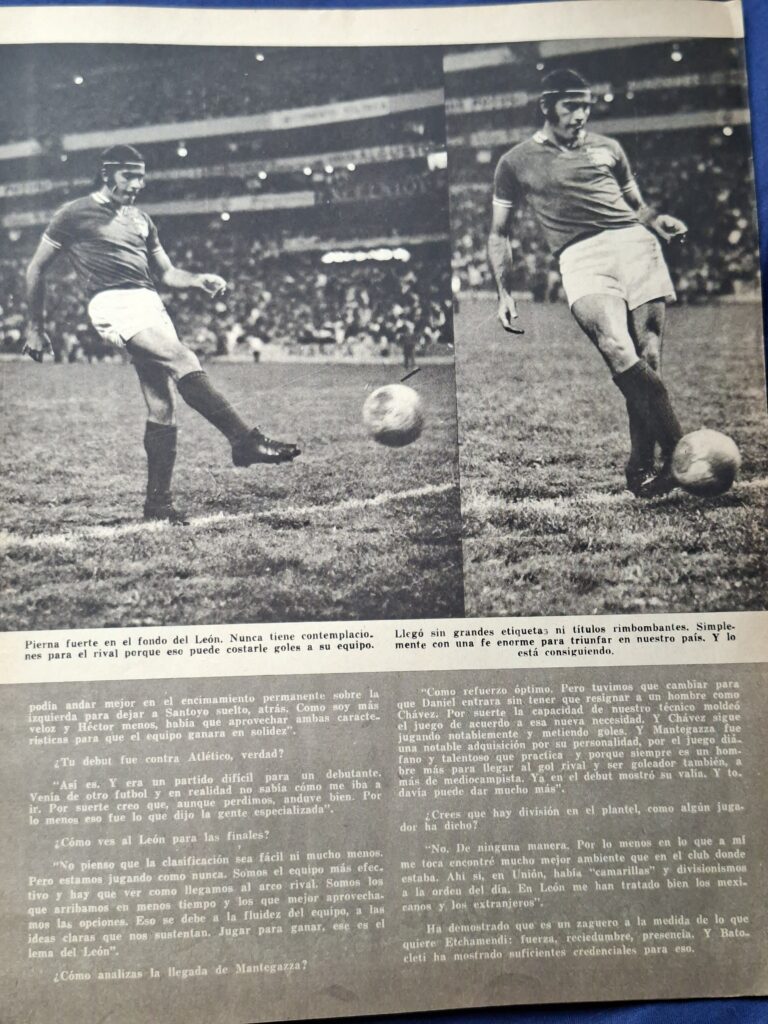 Pierna fuerte en el fondo del León. Nunca tiene contemplacio-
nes para el rival porque eso puede costarle goles a su equipo.
Llegó sin grandes etiquetas ni títulos rimbombantes. Simple-
mente con una fe enorme para triunfar en nuestro país. Y lo
está consiguiendo.
podía andar mejor en el encimamiento permanente sobre la
izquierda para dejar a Santoyo suelto, atrás. Como soy más
veloz y Héctor menos, había que aprovechar ambas caracte-
rísticas para que el equipo ganara en solidez".
¿Tu debut fue contra Atlético, verdad?
"Así es. Y era un partido difícil para un debutante.
Venía de otro futbol y en realidad no sabía cómo me iba a
ir. Por suerte creo que, aunque perdimos, anduve bien. Por
lo menos eso fue lo que dijo la gente especializada".
¿Cómo ves al León para las finales?
"No pienso que la clasificación sea fácil ni mucho menos.
Pero estamos jugando como nunca. Somos el equipo más efec-
tivo y hay que ver como llegamos al arco rival. Somos los
que arribamos en menos tiempo y los que mejor aprovecha-
mos las opciones. Eso se debe a la fluidez del equipo, a las
ideas claras que nos sustentan. Jugar para ganar, ese es el
lema del León".
¿Cómo analizas la llegada de Mantegazza?
"Como refuerzo óptimo. Pero tuvimos que cambiar para
que Daniel entrara sin tener que resignar a un hombre como
Chávez. Por suerte la capacidad de nuestro técnico moldeó
el juego de acuerdo a esa nueva necesidad. Y Chávez sigue
jugando notablemente y metiendo goles. Y Mantegazza fue
una notable adquisición por su personalidad, por el juego diá-
fano y talentoso que practica y porque siempre es un hom-
bre más para llegar al gol rival y ser goleador también, a
más de mediocampista. Ya en el debut mostró su valía. Y to-
davía puede dar mucho más".
¿Crees que hay división en el plantel, como algún juga-
dor ha dicho?
"No. De ninguna manera. Por lo menos en lo que a mí
me toca encontré mucho mejor ambiente que en el club donde
estaba. Ahi si, en Unión, había "camarillas" y divisionismos
a la orden del día. En León me han tratado bien los mexi-
canos y los extranjeros".
Ha demostrado que es un zaguero a la medida de lo que
quiere Etchamendi: fuerza, reciedumbre, presencia. Y Bato-
cleti ha mostrado suficientes credenciales para eso.